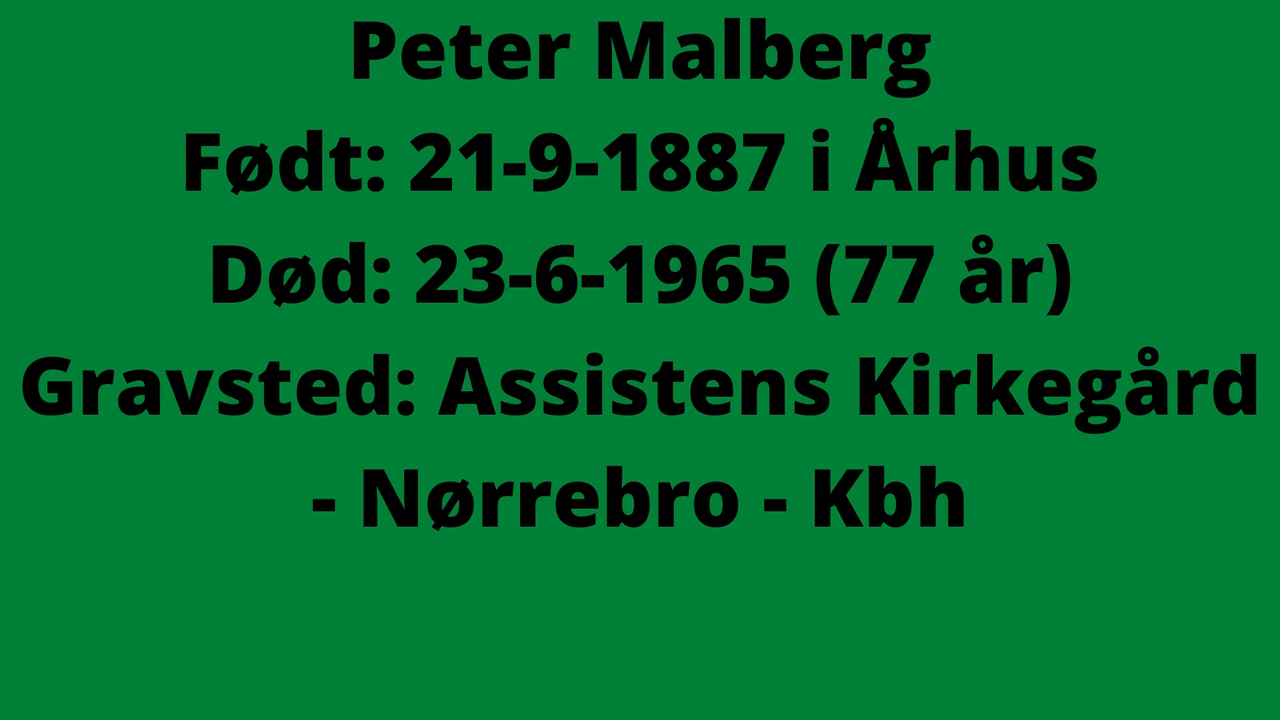 Peter Malberg
Født: 21-9-1887 i Århus
Død: 23-6-1965 (77 år)
Gravsted: Assistens Kirkegård
- Nørrebro - Kbh